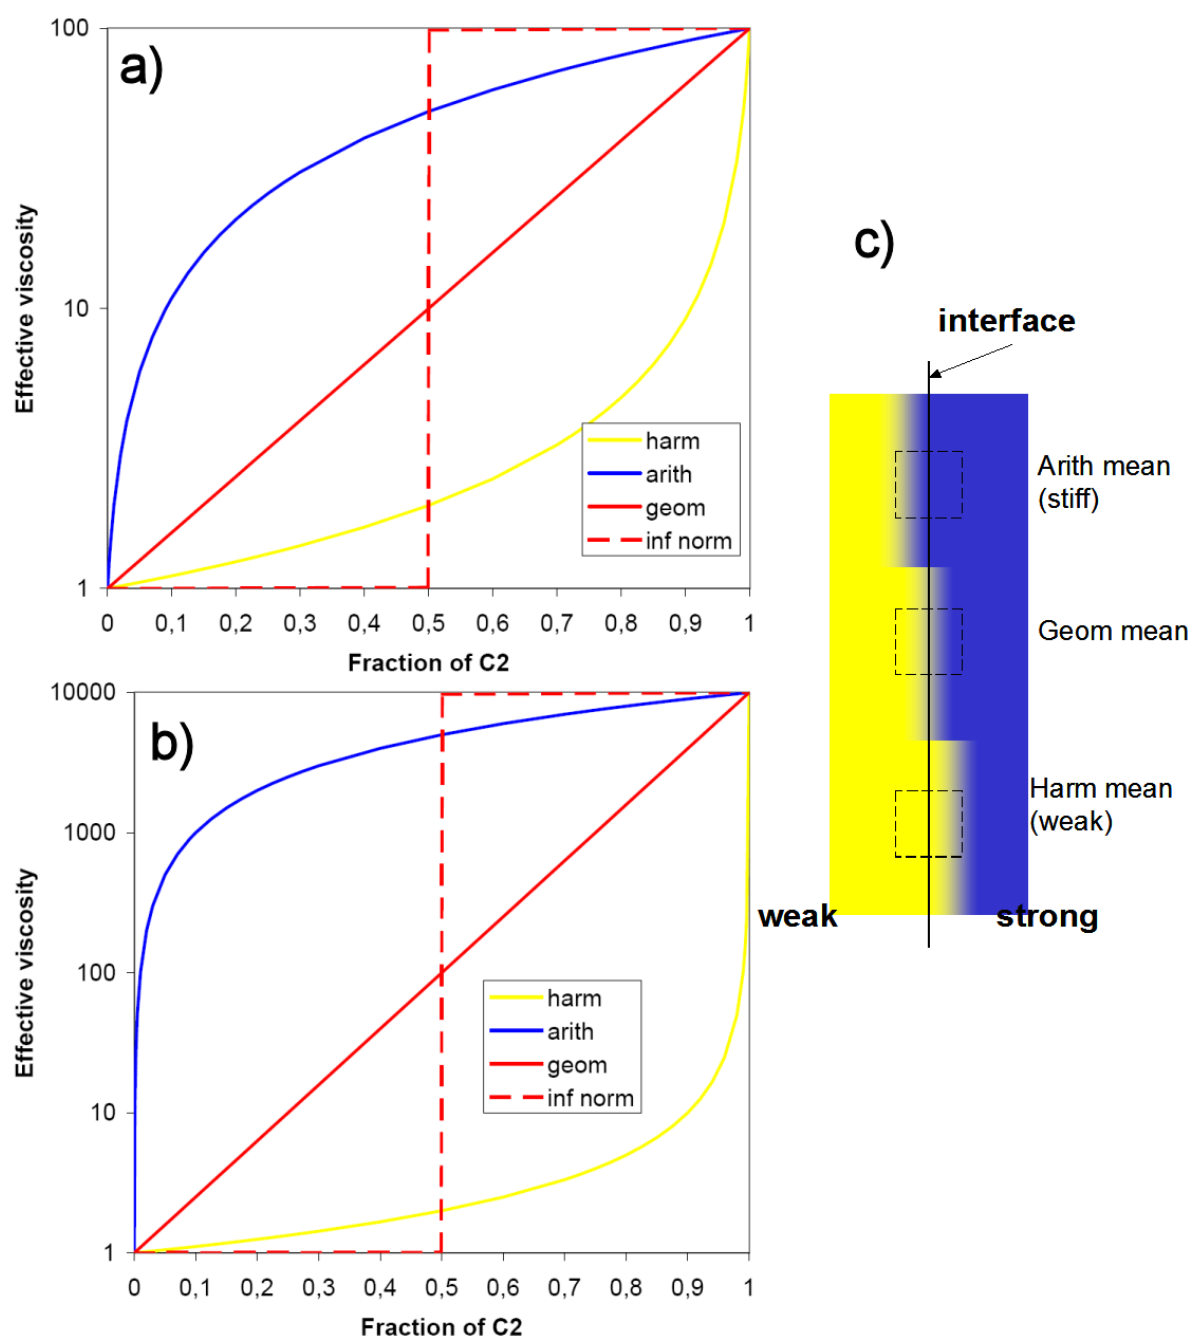 a)
Effective viscosity
100
10
1
harm
arith
geom
inf norm
0 0,1 0,2 0,3 0,4 0,5 0,6 0,7 0,8 0,9 1
Fraction of C2
b)
Effective viscosity
10000
1000
100
10
1
harm
arith
geom
inf norm
0 0,1 0,2 0,3 0,4 0,5 0,6 0,7 0,8 0,9 1
Fraction of C2
c)
interface
Arith mean
(stiff)
Geom mean
Harm mean
(weak)
weak strong